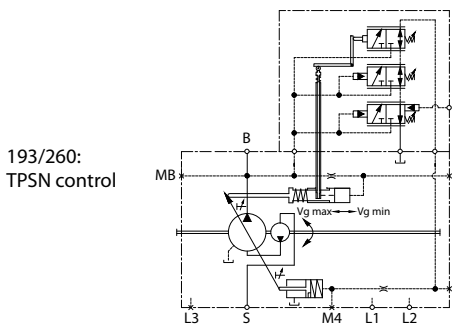 B
193/260:
TPSN control
MB
Vg max Vg min
L3 S M4 L1 L2